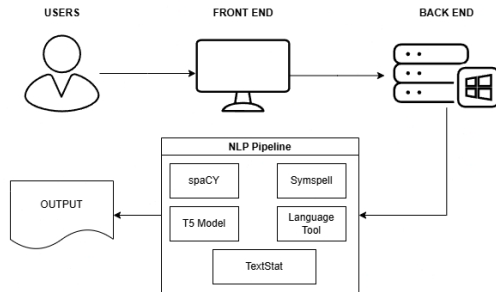 USERS
FRONT END
BACK END
NLP Pipeline
spaCY
Symspell
T5 Model
Language
Tool
TextStat
OUTPUT